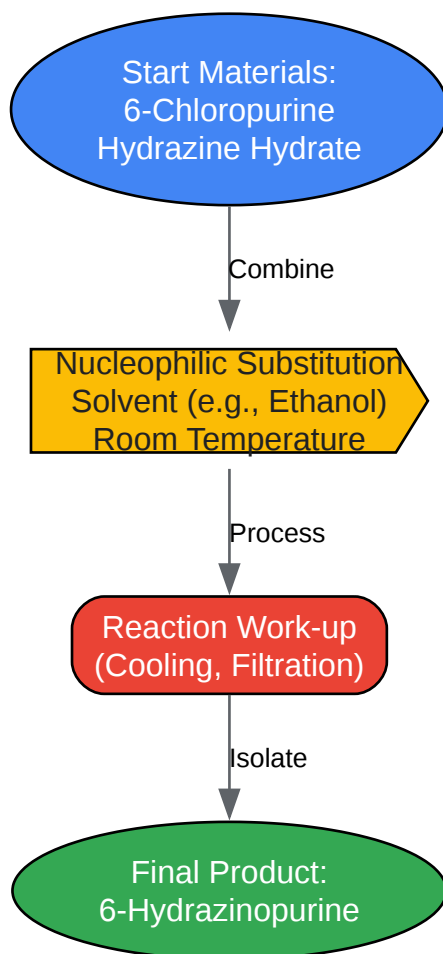 Start Materials:
6-Chloropurine
Hydrazine Hydrate
Combine
Nucleophilic Substitution
Solvent (e.g., Ethanol)
Room Temperature
Process
Reaction Work-up
(Cooling, Filtration)
Isolate
Final Product:
6-Hydrazinopurine